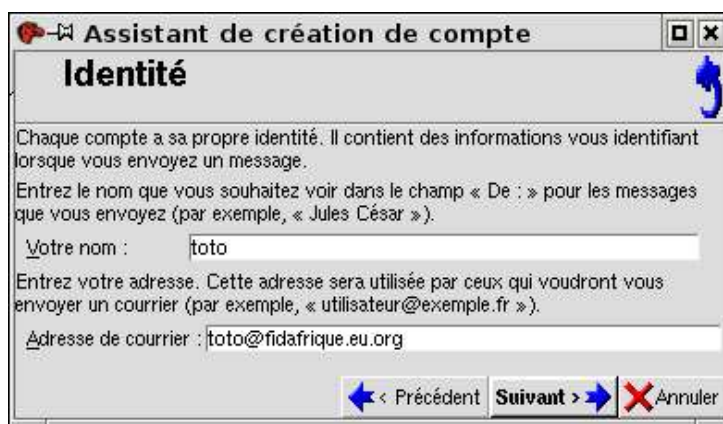 Assistant de création de compte
Identité
Chaque compte a sa propre identité. Il contient des informations vous identifiant
lorsque vous envoyez un message.
Entrez le nom que vous souhaitez voir dans le champ « De : » pour les messages
que vous envoyez (par exemple, « Jules César »).
Votre nom : toto
Entrez votre adresse. Cette adresse sera utilisée par ceux qui voudront vous
envoyer un courrier (par exemple, « utilisateur@exemple.fr »).
Adresse de courrier : toto@fidafrique.eu.org
< Précédent Suivant > Annuler